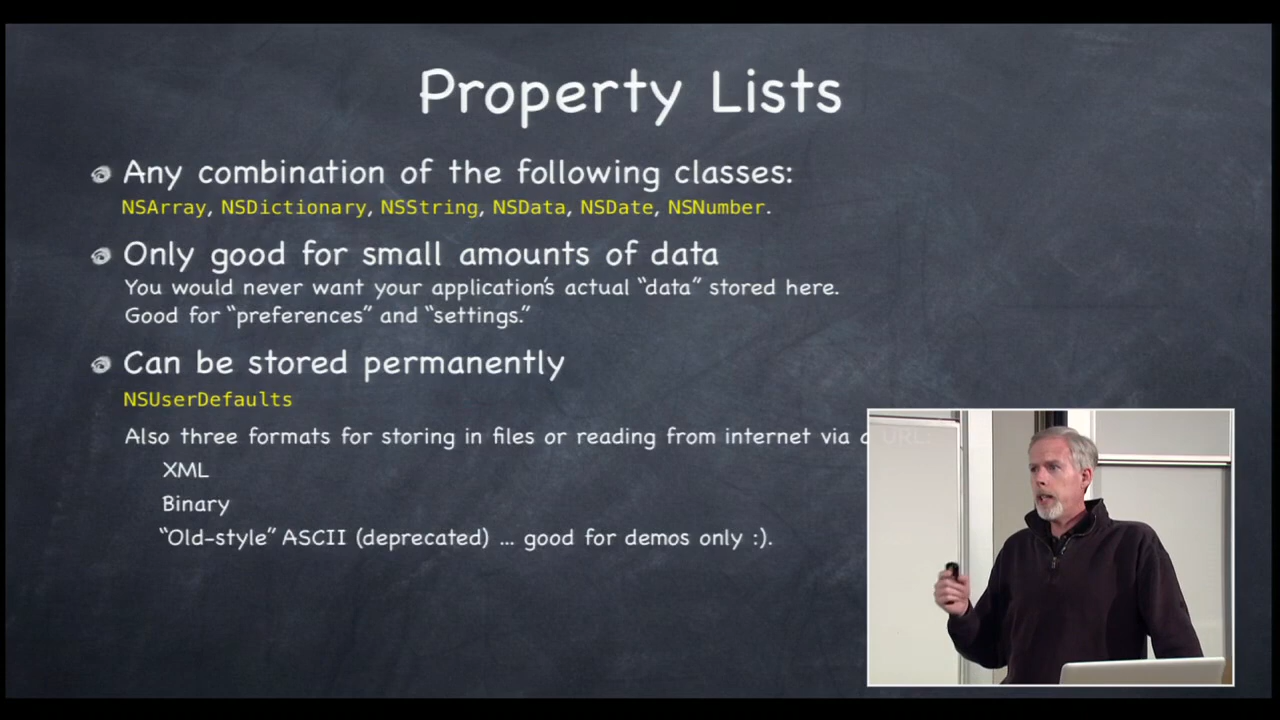 Property Lists
Any combination of the following classes:
NSArray, NSDictionary, NSString, NSData, NSDate, NSNumber.
Only good for small amounts of data
You would never want your application's actual “data” stored here.
Good for “preferences” and “settings.”
Can be stored permanently
NSUserDefaults
Also three formats for storing in files or reading from internet via a URL:
XML
Binary
“Old-style” ASCII (deprecated) ... good for demos only :).